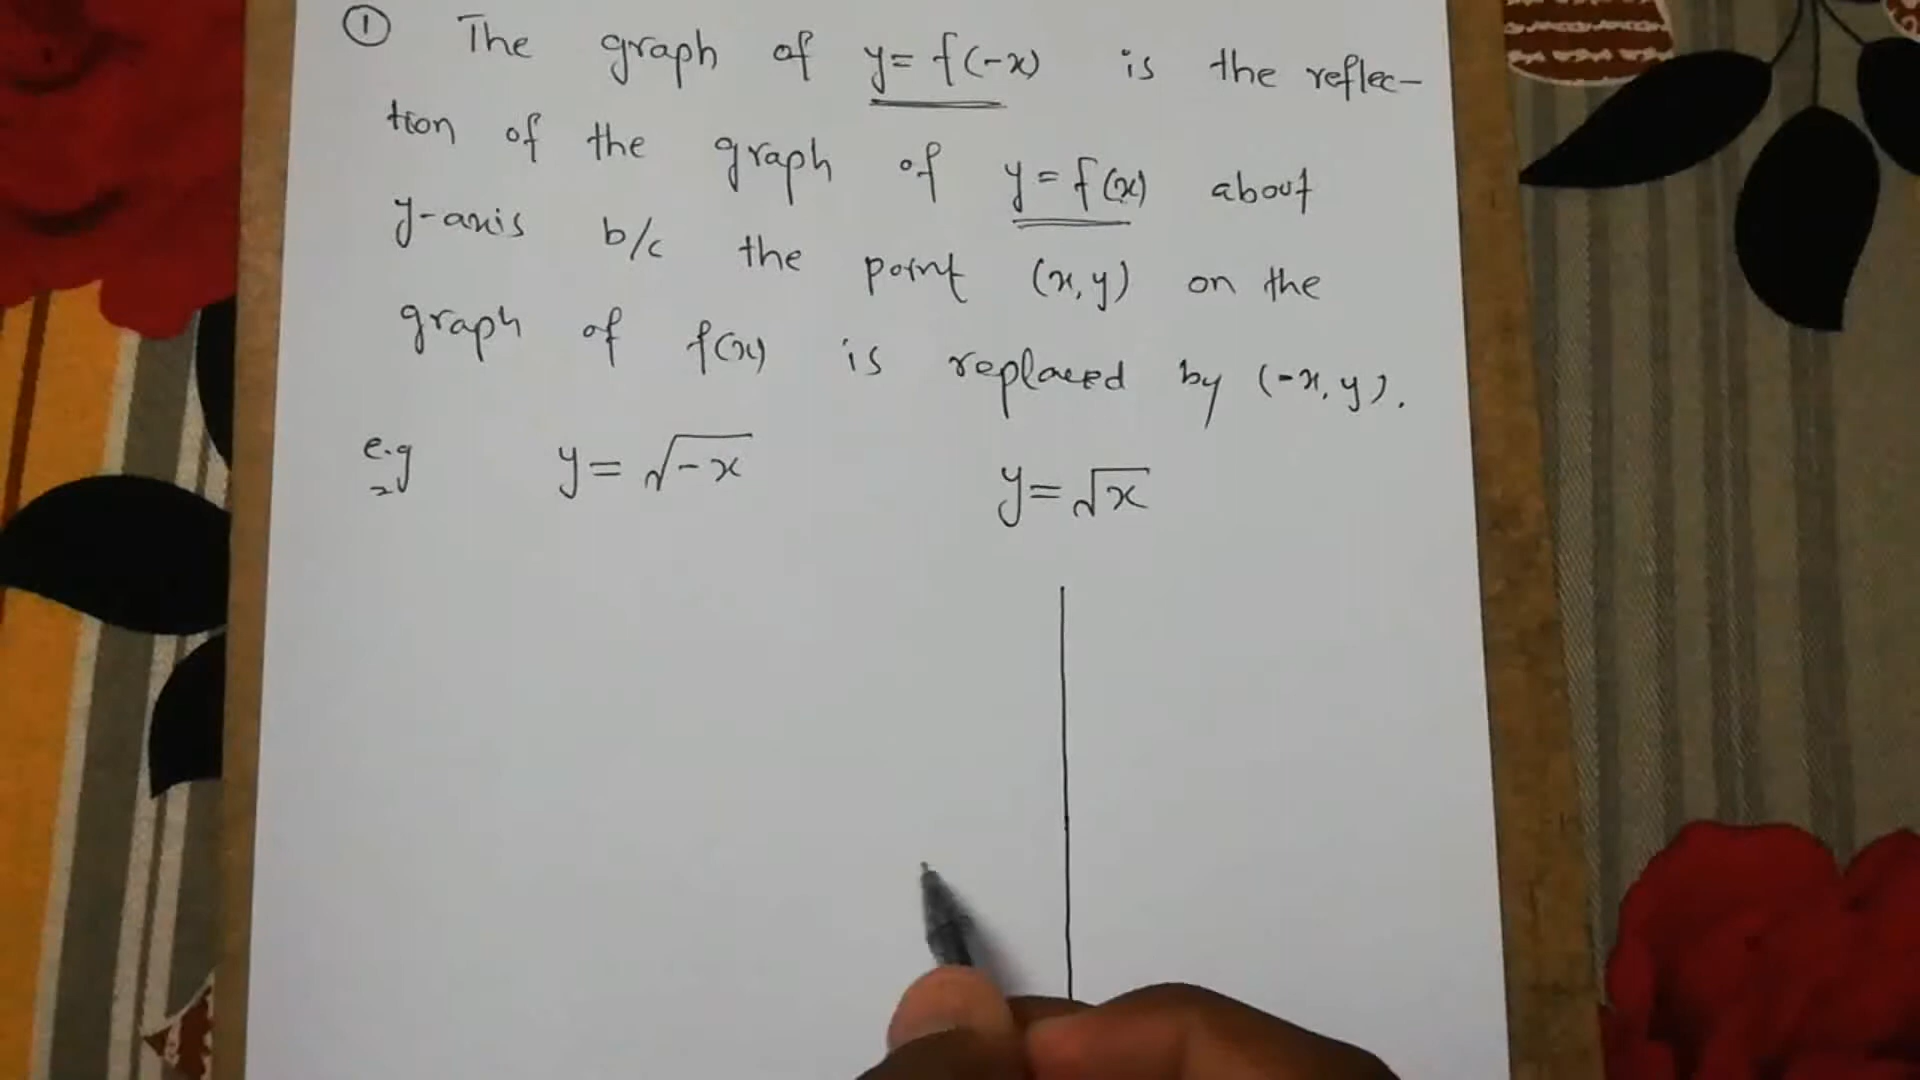 ① The graph of y = f(-x) is the reflec-
tion of the graph of y = f(x) about
y-axis b/c the point (x, y) on the
graph of f(x) is replaced by (-x, y).
e.g y = √-x y = √x